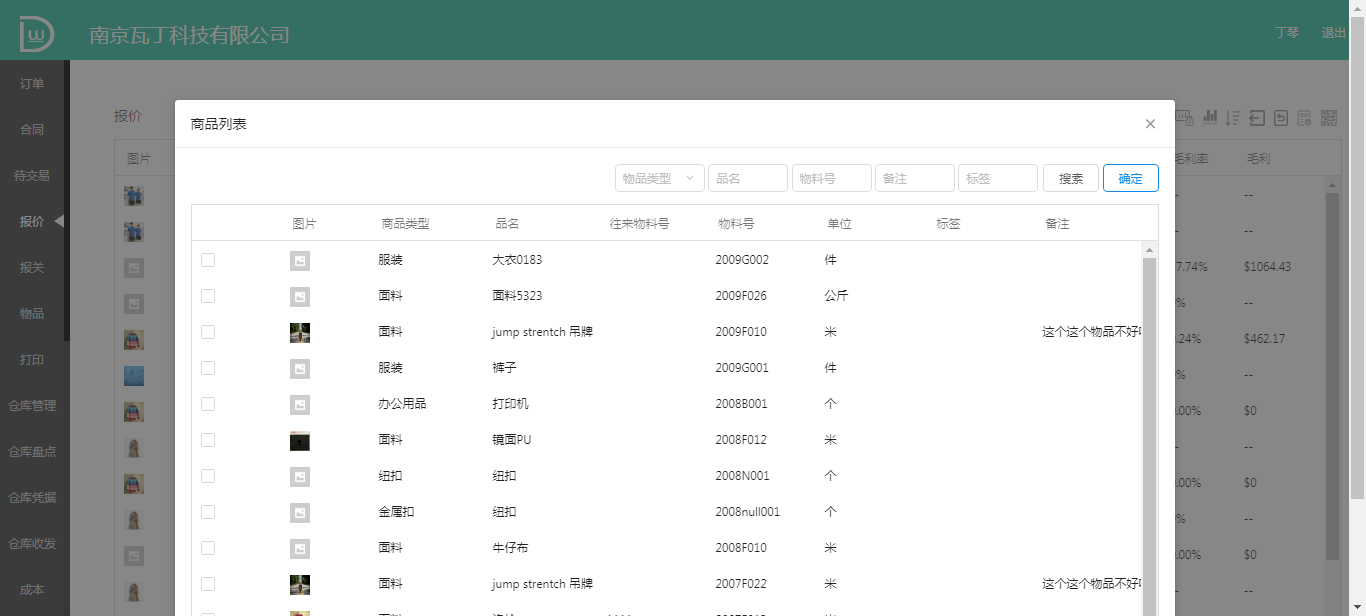 南京瓦丁科技有限公司 丁琴 退出
订单
合同
待交易
报价
报关
物品
打印
仓库管理
仓库盘点
仓库凭据
仓库收发
成本
报价
图片
商品列表
物品类型 品名 物料号 备注 标签 搜索 确定
图片 商品类型 品名 往来物料号 物料号 单位 标签 备注
服装 大衣0183 2009G002 件
面料 面料5323 2009F026 公斤
面料 jump strentch 吊牌 2009F010 米 这个这个物品不好
服装 裤子 2009G001 件
办公用品 打印机 2008B001 个
面料 镜面PU 2008F012 米
纽扣 纽扣 2008N001 个
金属扣 纽扣 2008null001 个
面料 牛仔布 2008F010 米
面料 jump strentch 吊牌 2007F022 米 这个这个物品不好
毛利率 毛利
--
--
7.74% $1064.43
% --
.24% $462.17
% --
.00% $0
--
.00% $0
% --
.00% $0
--